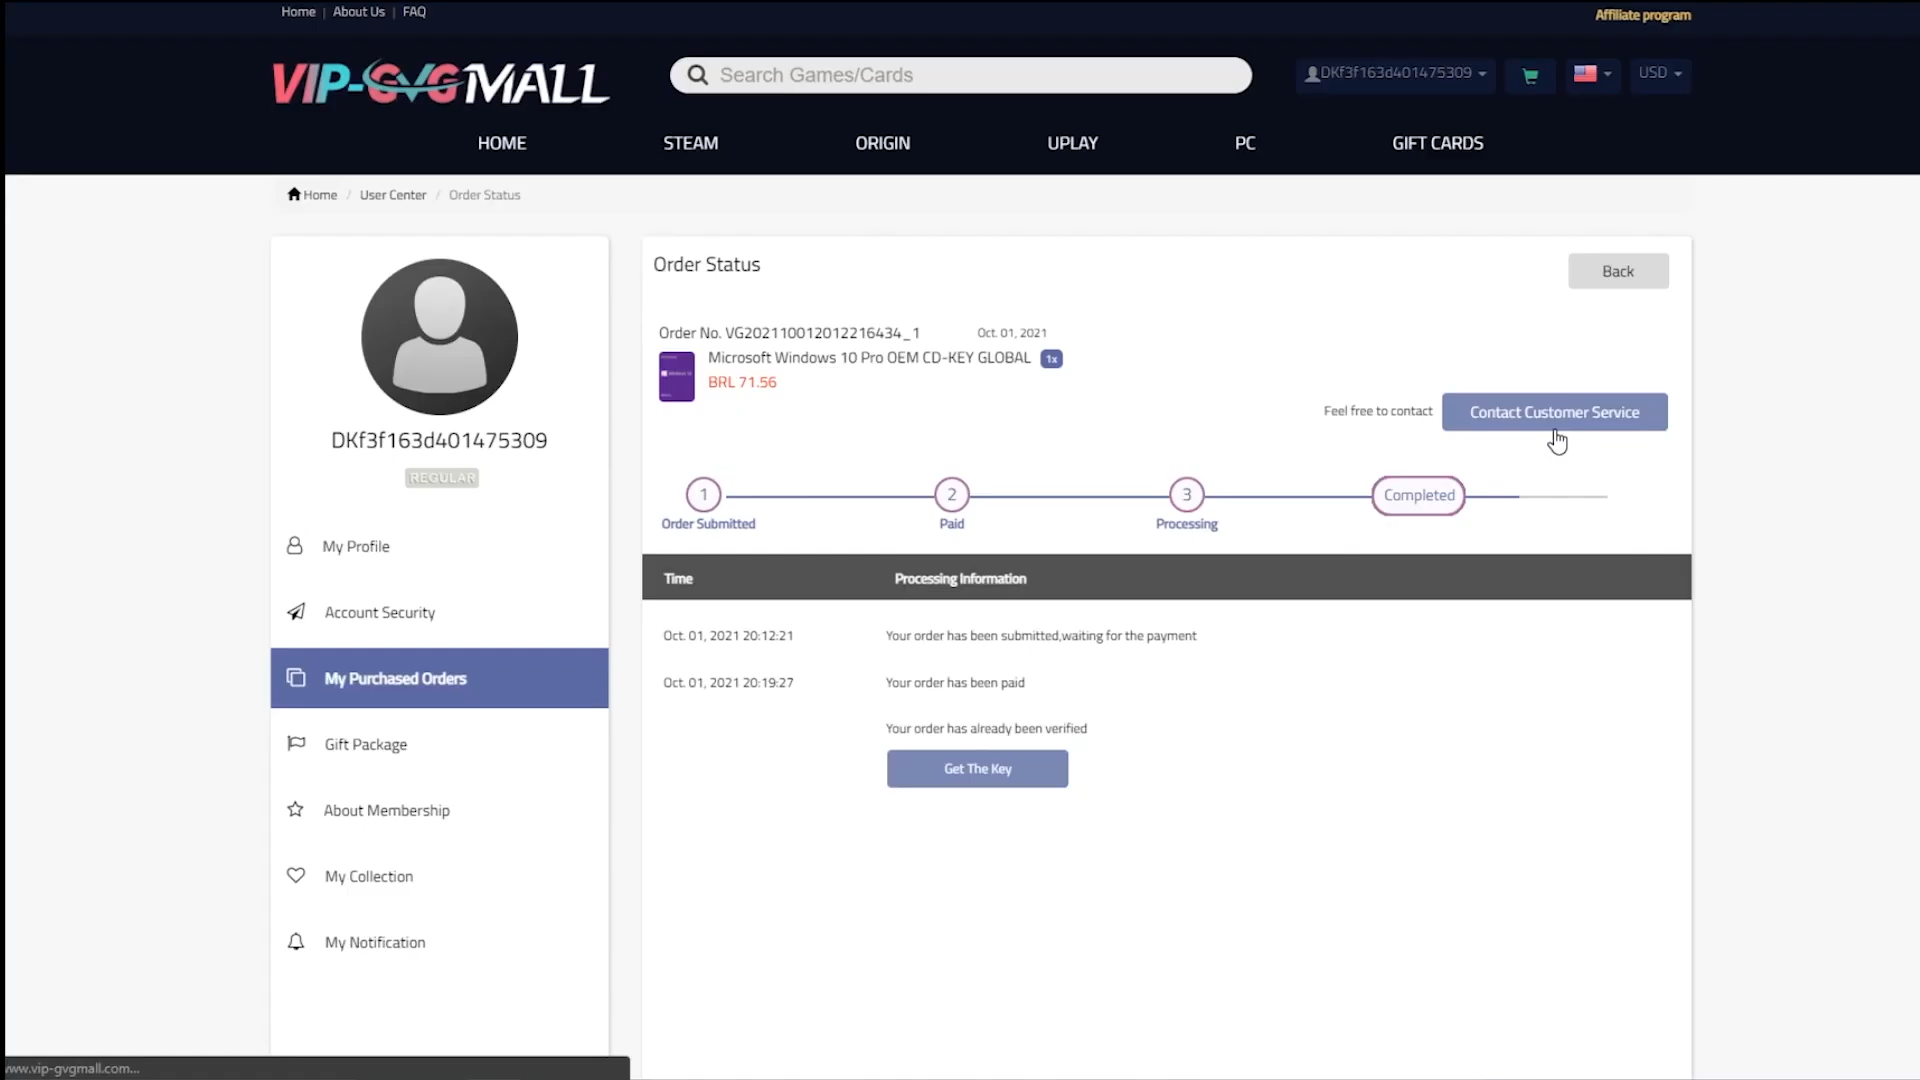 Home | About Us | FAQ
Affiliate program
VIP-GVGMALL
Search Games/Cards
DKf3f163d401475309
USD
HOME
STEAM
ORIGIN
UPLAY
PC
GIFT CARDS
Home / User Center / Order Status
DKf3f163d401475309
REGULAR
My Profile
Account Security
My Purchased Orders
Gift Package
About Membership
My Collection
My Notification
Order Status
Back
Order No. VG202110012012216434_1
Oct. 01, 2021
Microsoft Windows 10 Pro OEM CD-KEY GLOBAL
1x
BRL 71.56
Feel free to contact
Contact Customer Service
1
2
3
Completed
Order Submitted
Paid
Processing
Time
Processing Information
Oct. 01, 2021 20:12:21
Your order has been submitted,waiting for the payment
Oct. 01, 2021 20:19:27
Your order has been paid
Your order has already been verified
Get The Key
www.vip-gvgmall.com...